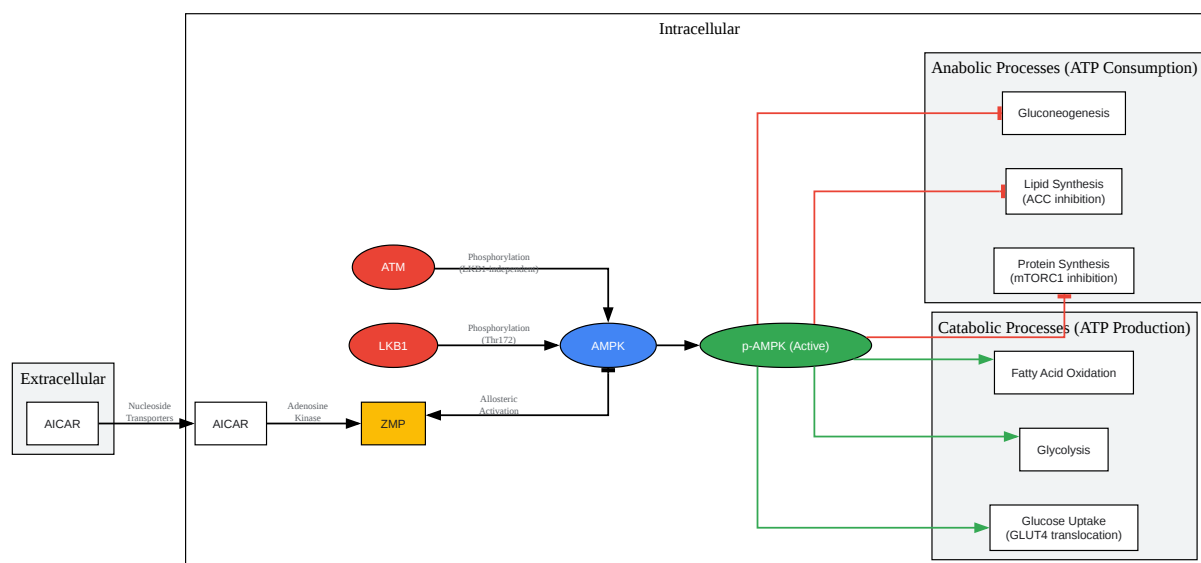 Intracellular
Anabolic Processes (ATP Consumption)
Gluconeogenesis
Lipid Synthesis
(ACC inhibition)
Protein Synthesis
(mTORC1 inhibition)
ATM
Phosphorylation
(LKB1-independent)
LKB1
Phosphorylation
(Thr172)
AMPK
p-AMPK (Active)
Catabolic Processes (ATP Production)
Fatty Acid Oxidation
Glycolysis
Glucose Uptake
(GLUT4 translocation)
Extracellular
AICAR
Nucleoside
Transporters
AICAR
Adenosine
Kinase
ZMP
Allosteric
Activation